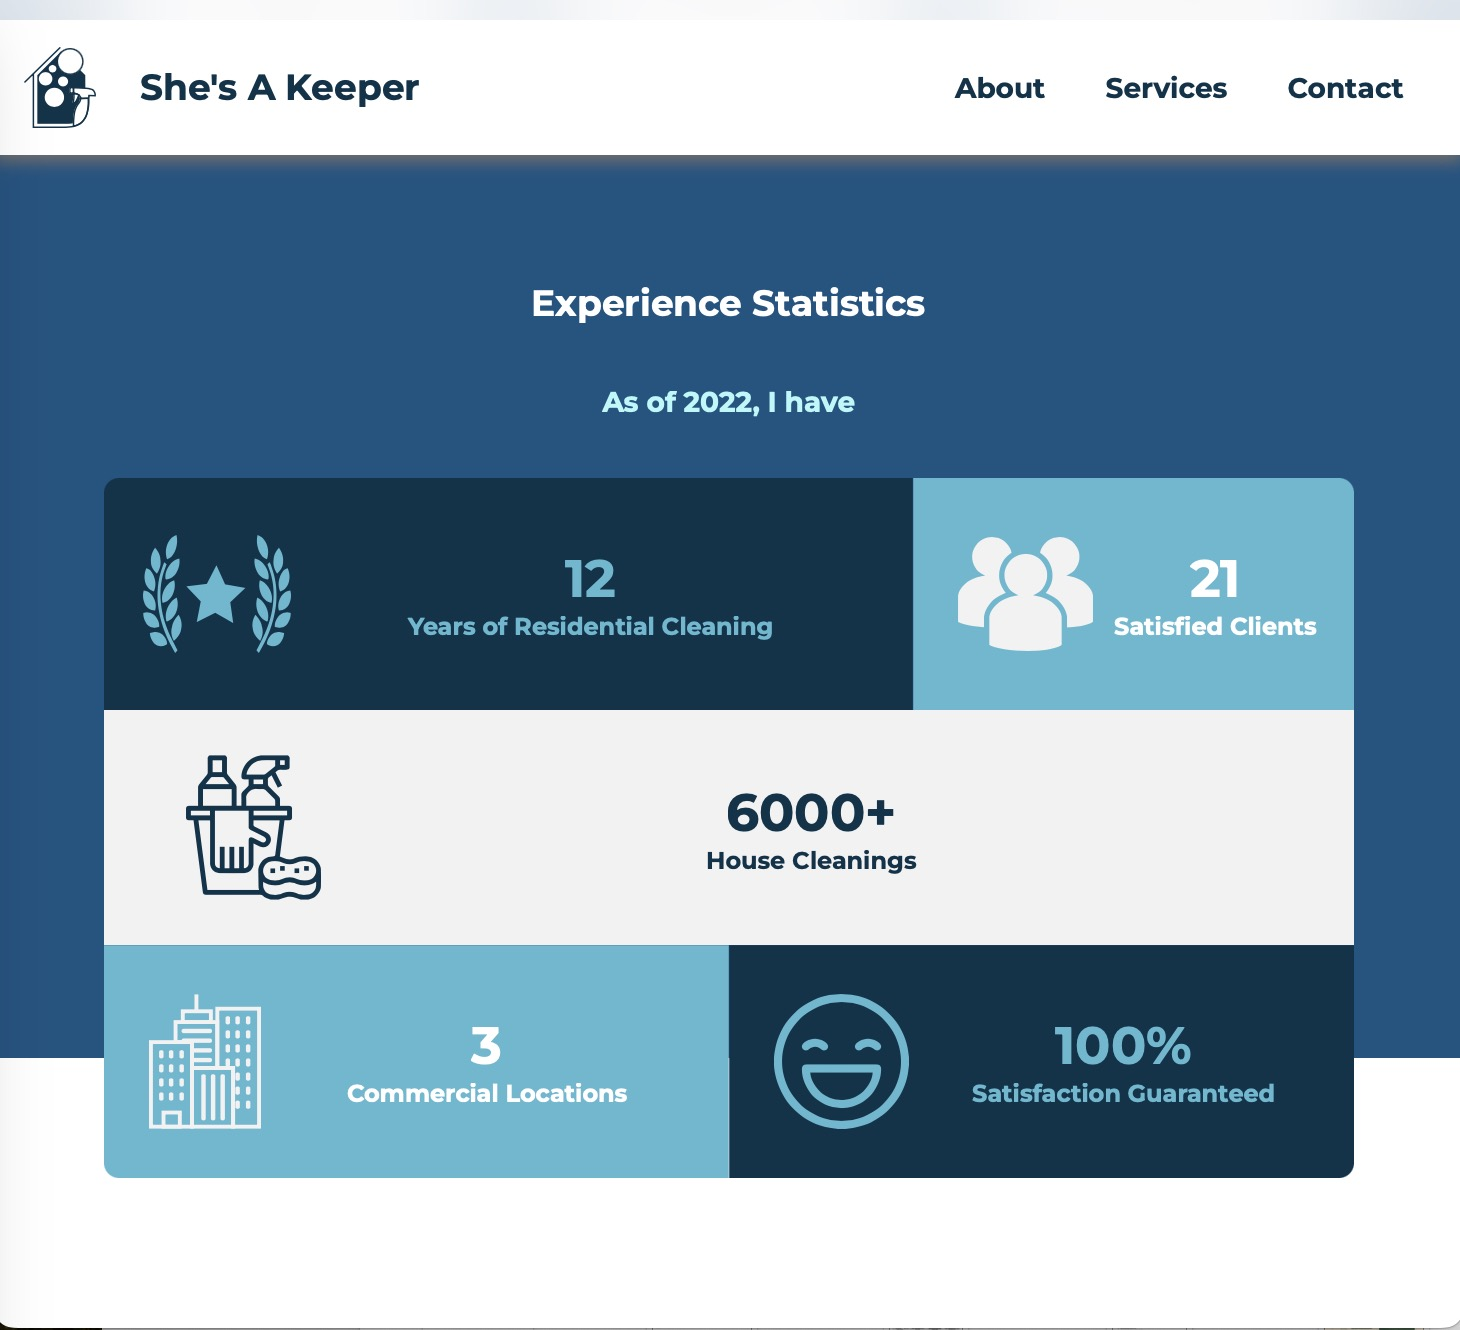 She's A Keeper
About
Services
Contact
Experience Statistics
As of 2022, I have
12
Years of Residential Cleaning
21
Satisfied Clients
6000+
House Cleanings
3
Commercial Locations
100%
Satisfaction Guaranteed